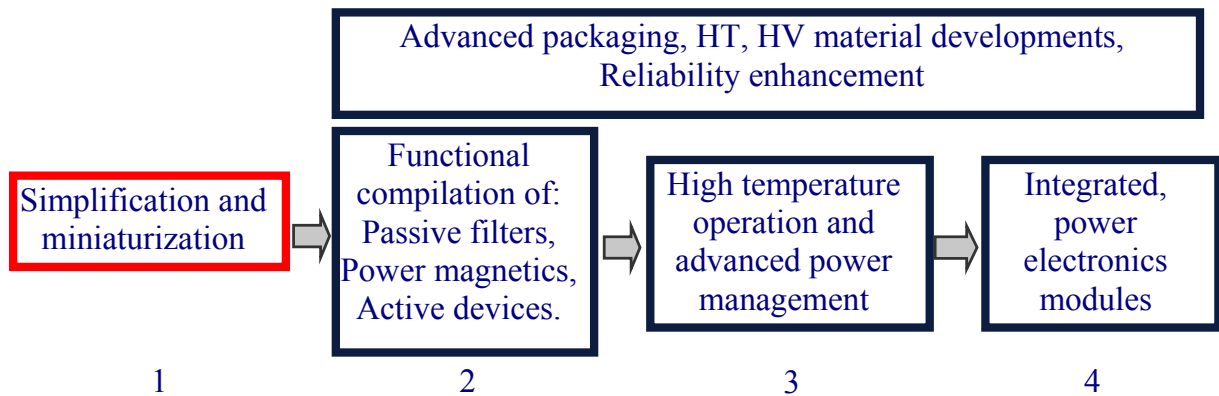 Advanced packaging, HT, HV material developments,
Reliability enhancement
Simplification and
miniaturization
Functional
compilation of:
Passive filters,
Power magnetics,
Active devices.
High temperature
operation and
advanced power
management
Integrated,
power
electronics
modules
1
2
3
4